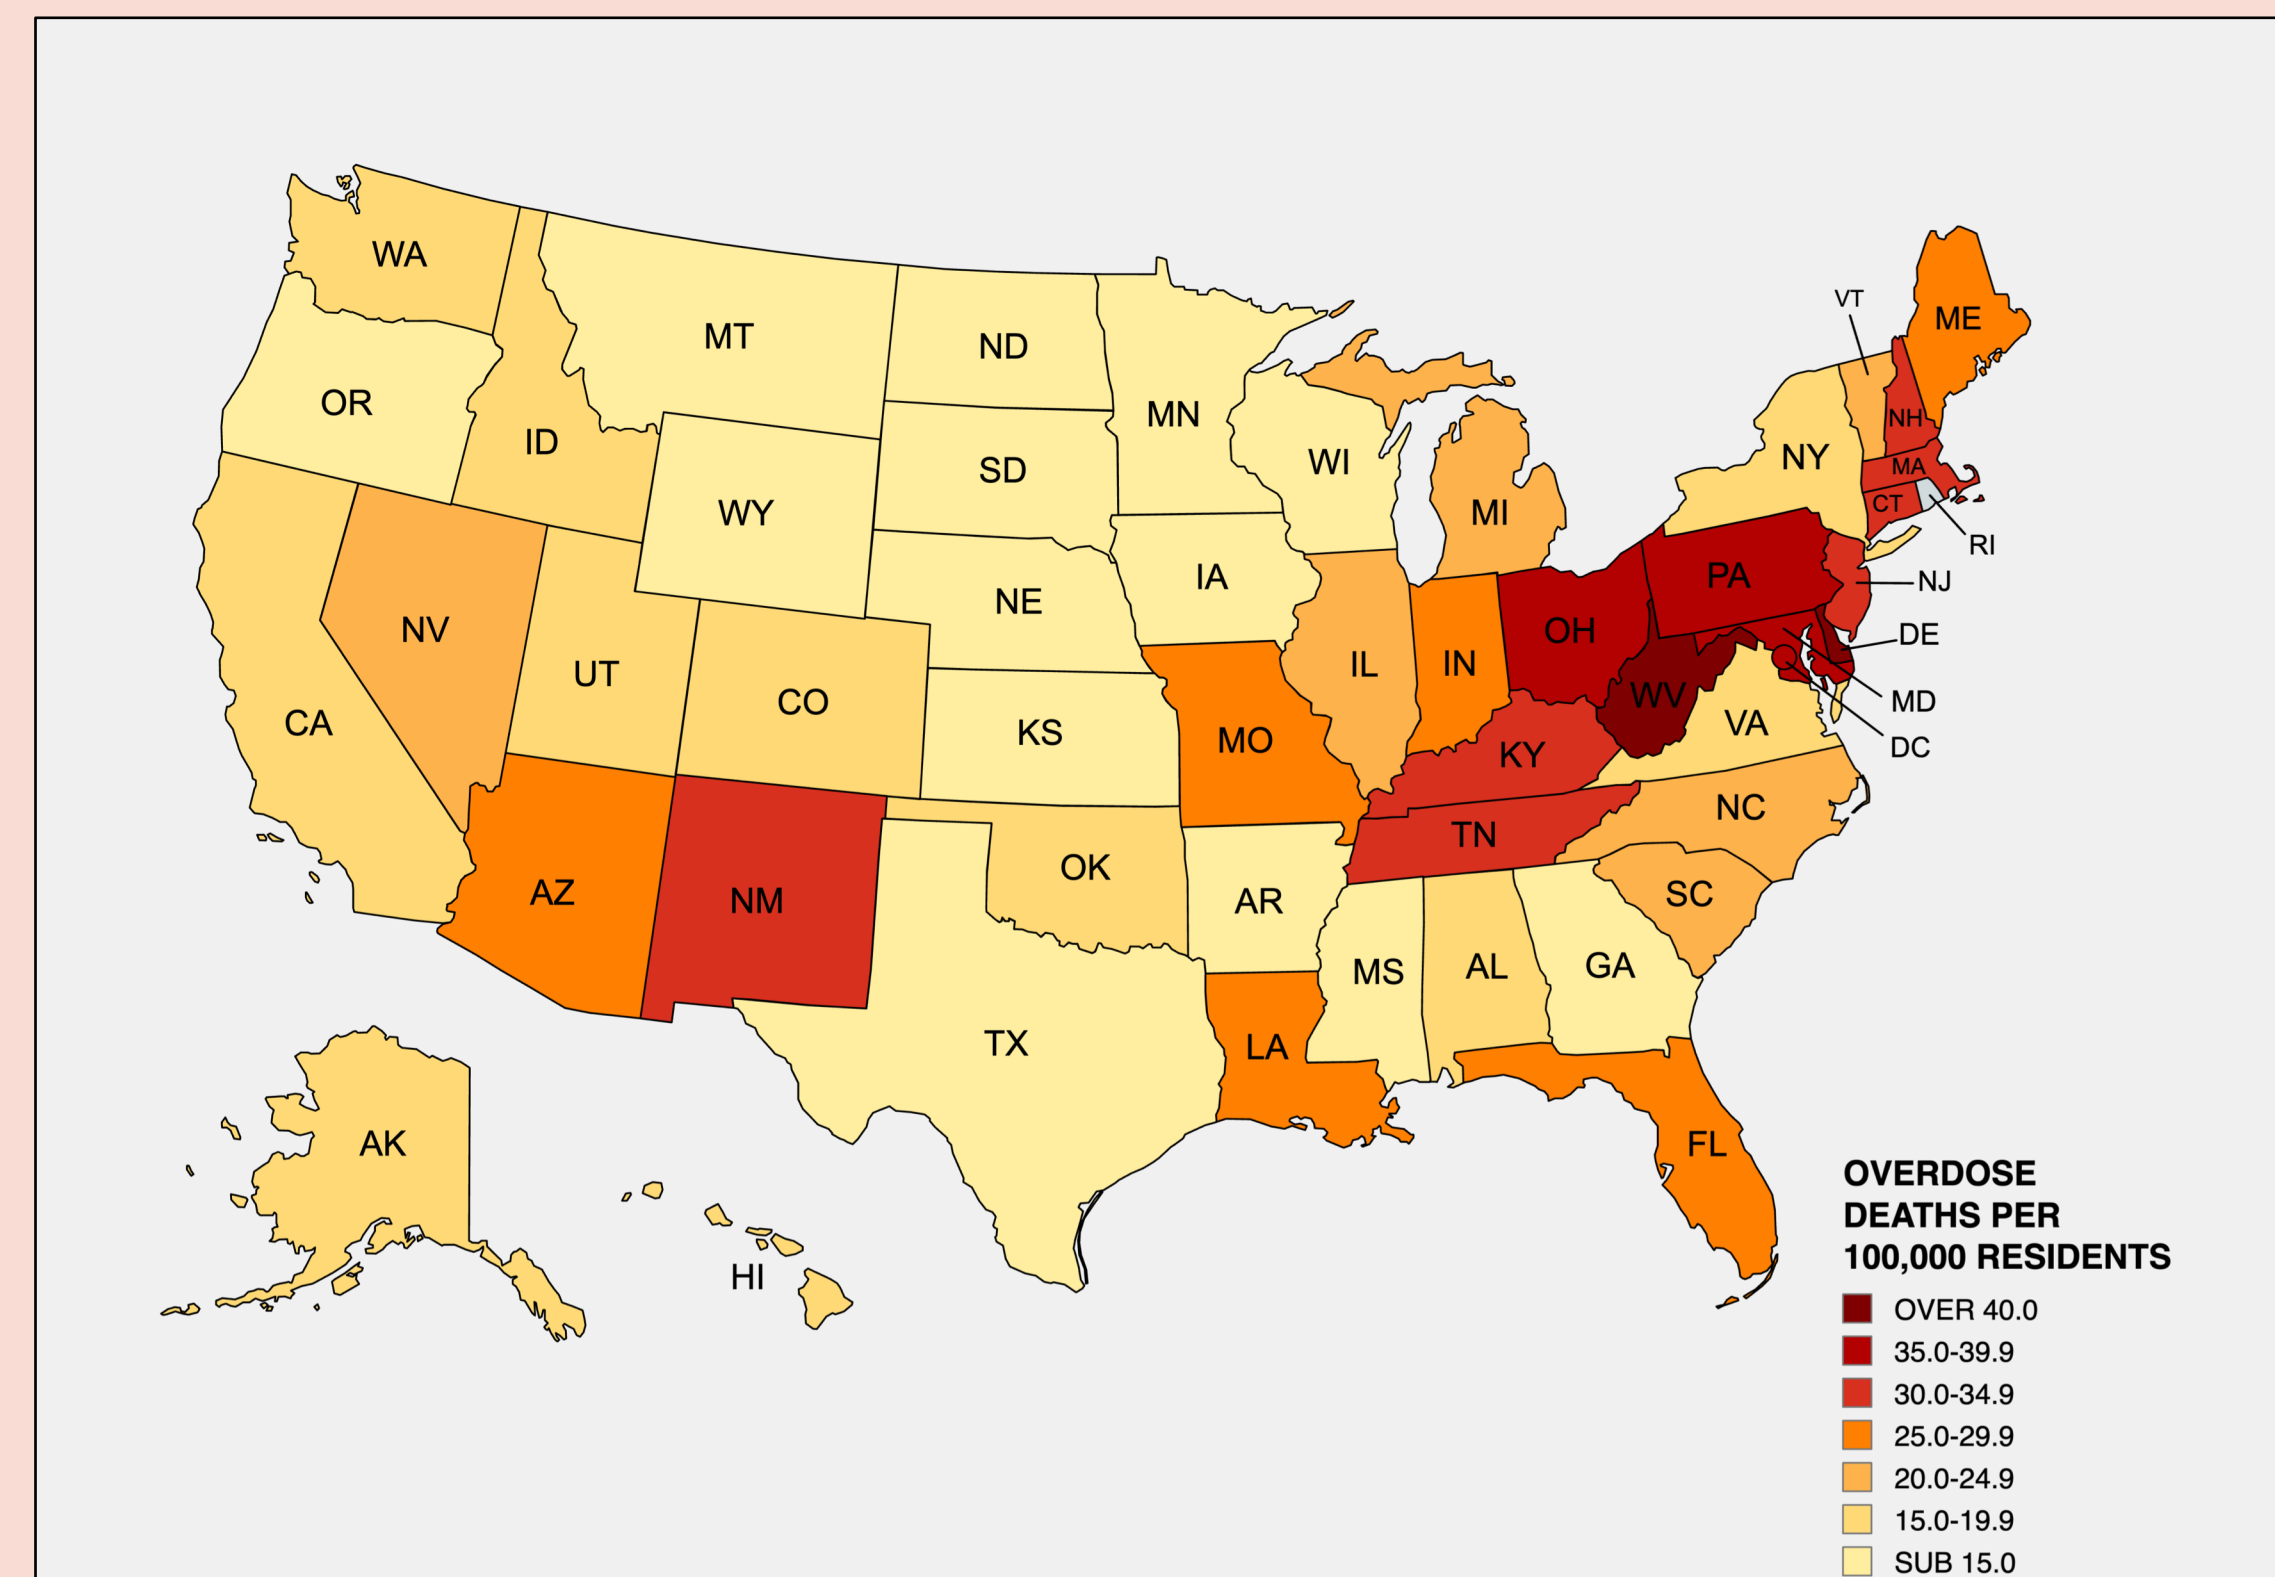 WA
VT
ME
MT
ND
OR
MN
NH
ID
SD
WI
NY
MA
WY
MI
CT
RI
IA
PA
NJ
NE
NV
OH
DE
UT
IL
IN
CO
WV
MD
CA
KS
MO
VA
DC
KY
NC
TN
OK
AZ
NM
AR
SC
MS
AL
GA
TX
LA
AK
FL
HI
OVERDOSE
DEATHS PER
100,000 RESIDENTS
OVER 40.0
35.0-39.9
30.0-34.9
25.0-29.9
20.0-24.9
15.0-19.9
SUB 15.0